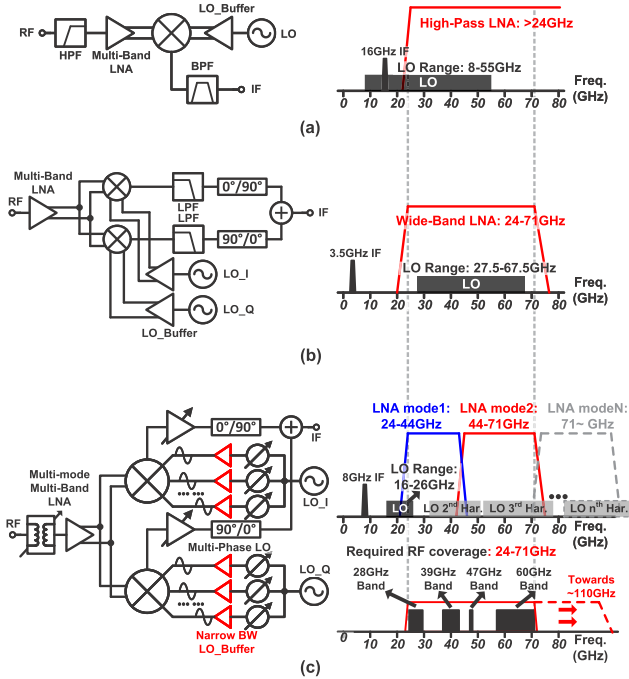 RF
HPF
Multi-Band
LNA
LO_Buffer
LO
BPF
IF
High-Pass LNA: >24GHz
16GHz IF
LO Range: 8-55GHz
LO
0 10 20 30 40 50 60 70 80
Freq.
(GHz)
(a)
Multi-Band
LNA
RF
LPF
LPF
0°/90°
90°/0°
IF
LO_I
LO_Q
LO_Buffer
Wide-Band LNA: 24-71GHz
3.5GHz IF
LO Range: 27.5-67.5GHz
LO
0 10 20 30 40 50 60 70 80
Freq.
(GHz)
(b)
0°/90°
IF
Multi-mode
Multi-Band
LNA
RF
LO_I
90°/0°
Multi-Phase LO
LO_Q
Narrow BW
LO_Buffer
LNA mode1:
24-44GHz
LNA mode2:
44-71GHz
LNA modeN:
71~ GHz
8GHz IF
LO Range:
16-26GHz
LO
LO 2nd Har.
LO 3rd Har.
LO nth Har.
0 10 20 30 40 50 60 70 80
Freq.
(GHz)
Required RF coverage: 24-71GHz
28GHz
Band
39GHz
Band
47GHz
Band
60GHz
Band
Towards
~110GHz
0 10 20 30 40 50 60 70 80
Freq.
(GHz)
(c)